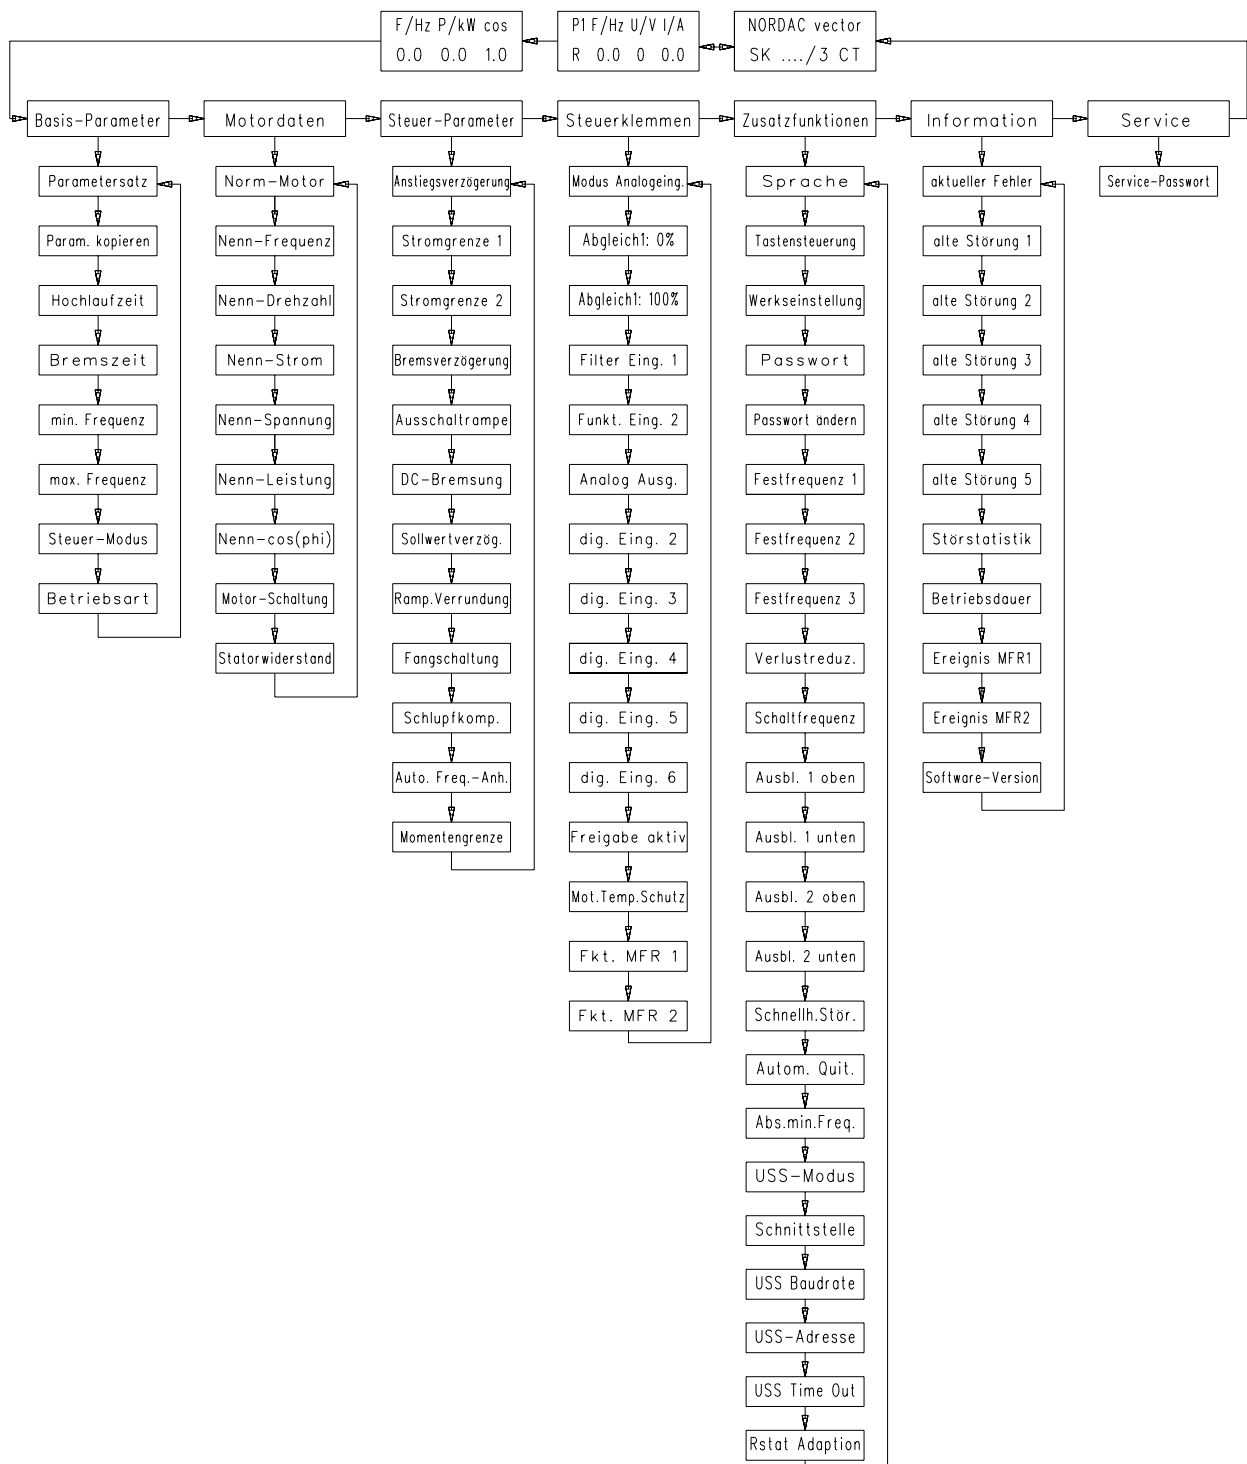 F/Hz P/kW cos
0.0 0.0 1.0
P1 F/Hz U/V I/A
R 0.0 0 0.0
NORDAC vector
SK ..../3 CT
Basis-Parameter
Motordaten
Steuer-Parameter
Steuerklemmen
Zusatzfunktionen
Information
Service
Parametersatz
Param. kopieren
Hochlaufzeit
Bremszeit
min. Frequenz
max. Frequenz
Steuer-Modus
Betriebsart
Norm-Motor
Nenn-Frequenz
Nenn-Drehzahl
Nenn-Strom
Nenn-Spannung
Nenn-Leistung
Nenn-cos(phi)
Motor-Schaltung
Statorwiderstand
Anstiegsverzögerung
Stromgrenze 1
Stromgrenze 2
Bremsverzögerung
Ausschaltrampe
DC-Bremsung
Sollwertverzög.
Ramp.Verrundung
Fangschaltung
Schlupfkomp.
Auto. Freq.-Anh.
Momentengrenze
Modus Analogeing.
Abgleich1: 0%
Abgleich1: 100%
Filter Eing. 1
Funkt. Eing. 2
Analog Ausg.
dig. Eing. 2
dig. Eing. 3
dig. Eing. 4
dig. Eing. 5
dig. Eing. 6
Freigabe aktiv
Mot.Temp.Schutz
Fkt. MFR 1
Fkt. MFR 2
Sprache
Tastensteuerung
Werkseinstellung
Passwort
Passwort ändern
Festfrequenz 1
Festfrequenz 2
Festfrequenz 3
Verlustreduz.
Schaltfrequenz
Ausbl. 1 oben
Ausbl. 1 unten
Ausbl. 2 oben
Ausbl. 2 unten
Schnellh.Stör.
Autom. Quit.
Abs.min.Freq.
USS-Modus
Schnittstelle
USS Baudrate
USS-Adresse
USS Time Out
Rstat Adaption
aktueller Fehler
alte Störung 1
alte Störung 2
alte Störung 3
alte Störung 4
alte Störung 5
Störstatistik
Betriebsdauer
Ereignis MFR1
Ereignis MFR2
Software-Version
Service-Passwort